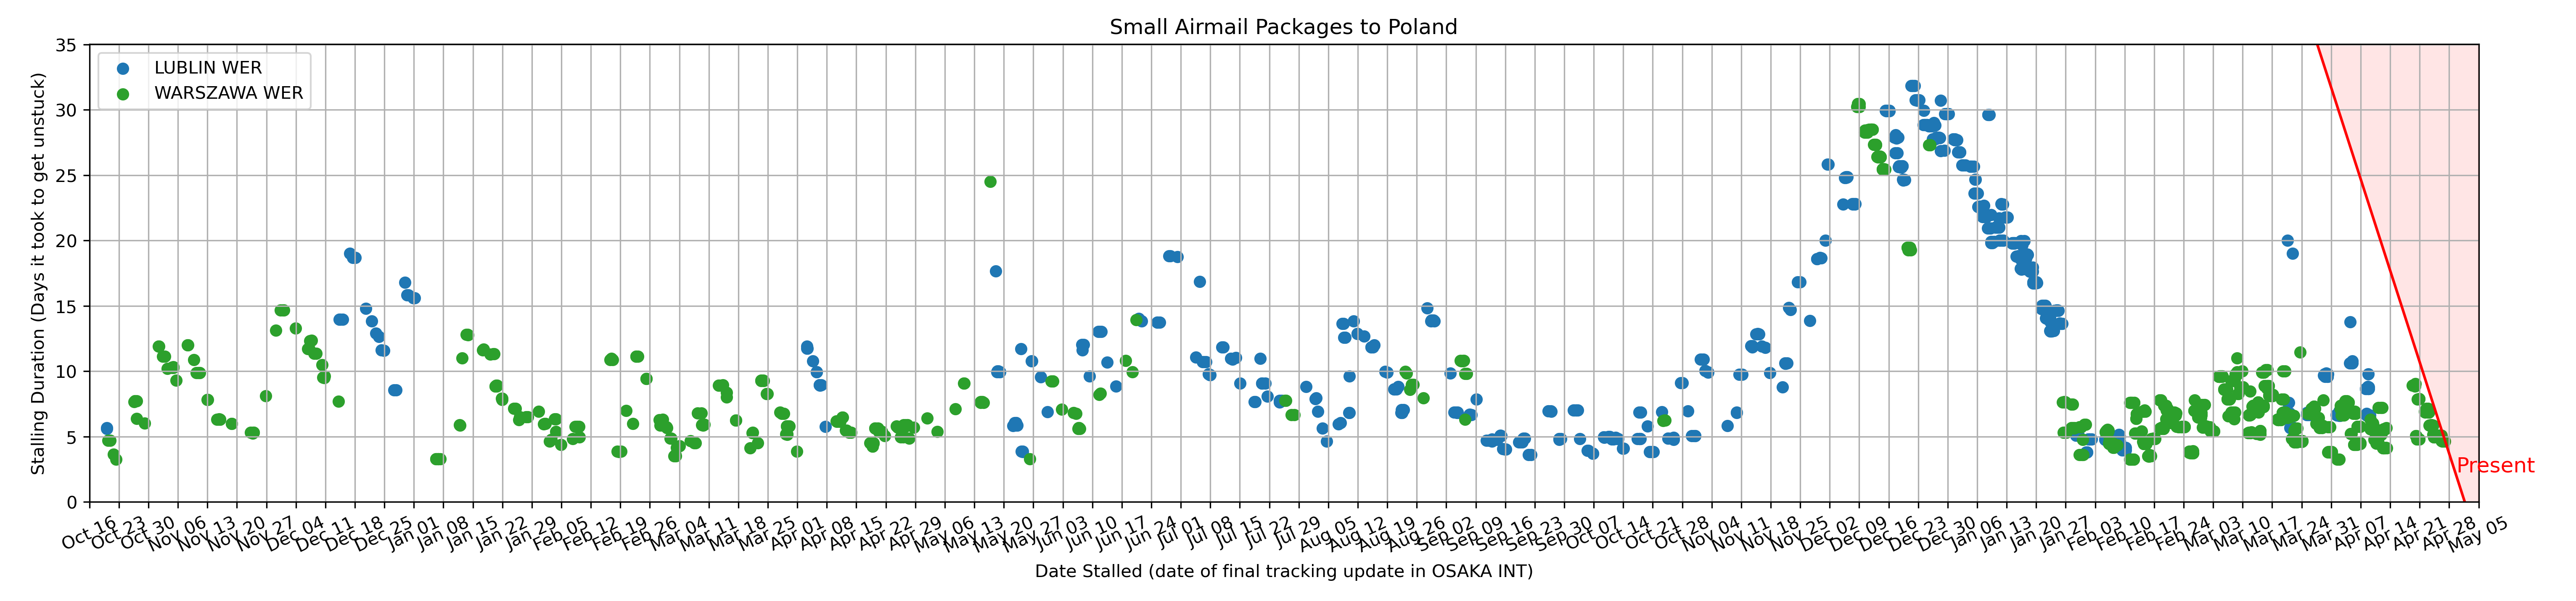 Small Airmail Packages to Poland
LUBLIN WER
WARSZAWA WER
Stalling Duration (Days it took to get unstuck)
35
30
25
20
15
10
5
0
Present
Oct 16
Oct 23
Oct 30
Nov 06
Nov 13
Nov 20
Nov 27
Dec 04
Dec 11
Dec 18
Dec 25
Jan 01
Jan 08
Jan 15
Jan 22
Jan 29
Feb 05
Feb 12
Feb 19
Feb 26
Mar 04
Mar 11
Mar 18
Mar 25
Apr 01
Apr 08
Apr 15
Apr 22
Apr 29
May 06
May 13
May 20
May 27
Jun 03
Jun 10
Jun 17
Jun 24
Jul 01
Jul 08
Jul 15
Jul 22
Jul 29
Aug 05
Aug 12
Aug 19
Aug 26
Sep 02
Sep 09
Sep 16
Sep 23
Sep 30
Oct 07
Oct 14
Oct 21
Oct 28
Nov 04
Nov 11
Nov 18
Nov 25
Dec 02
Dec 09
Dec 16
Dec 23
Dec 30
Jan 06
Jan 13
Jan 20
Jan 27
Feb 03
Feb 10
Feb 17
Feb 24
Mar 03
Mar 10
Mar 17
Mar 24
Mar 31
Apr 07
Apr 14
Apr 21
Apr 28
May 05
Date Stalled (date of final tracking update in OSAKA INT)